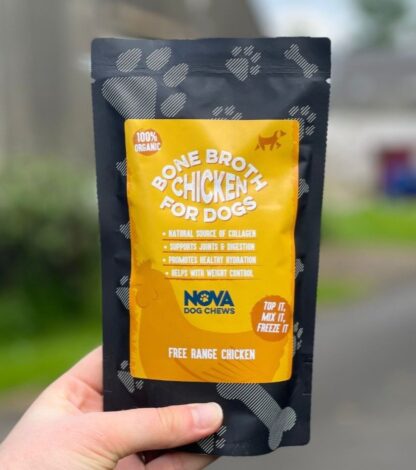 100%
ORGANIC
BONE BROTH
CHICKEN
FOR DOGS
• NATURAL SOURCE OF COLLAGEN
• SUPPORTS JOINTS & DIGESTION
• PROMOTES HEALTHY HYDRATION
• HELPS WITH WEIGHT CONTROL
NOVA
DOG CHEWS
TOP IT,
MIX IT,
FREEZE IT
FREE RANGE CHICKEN